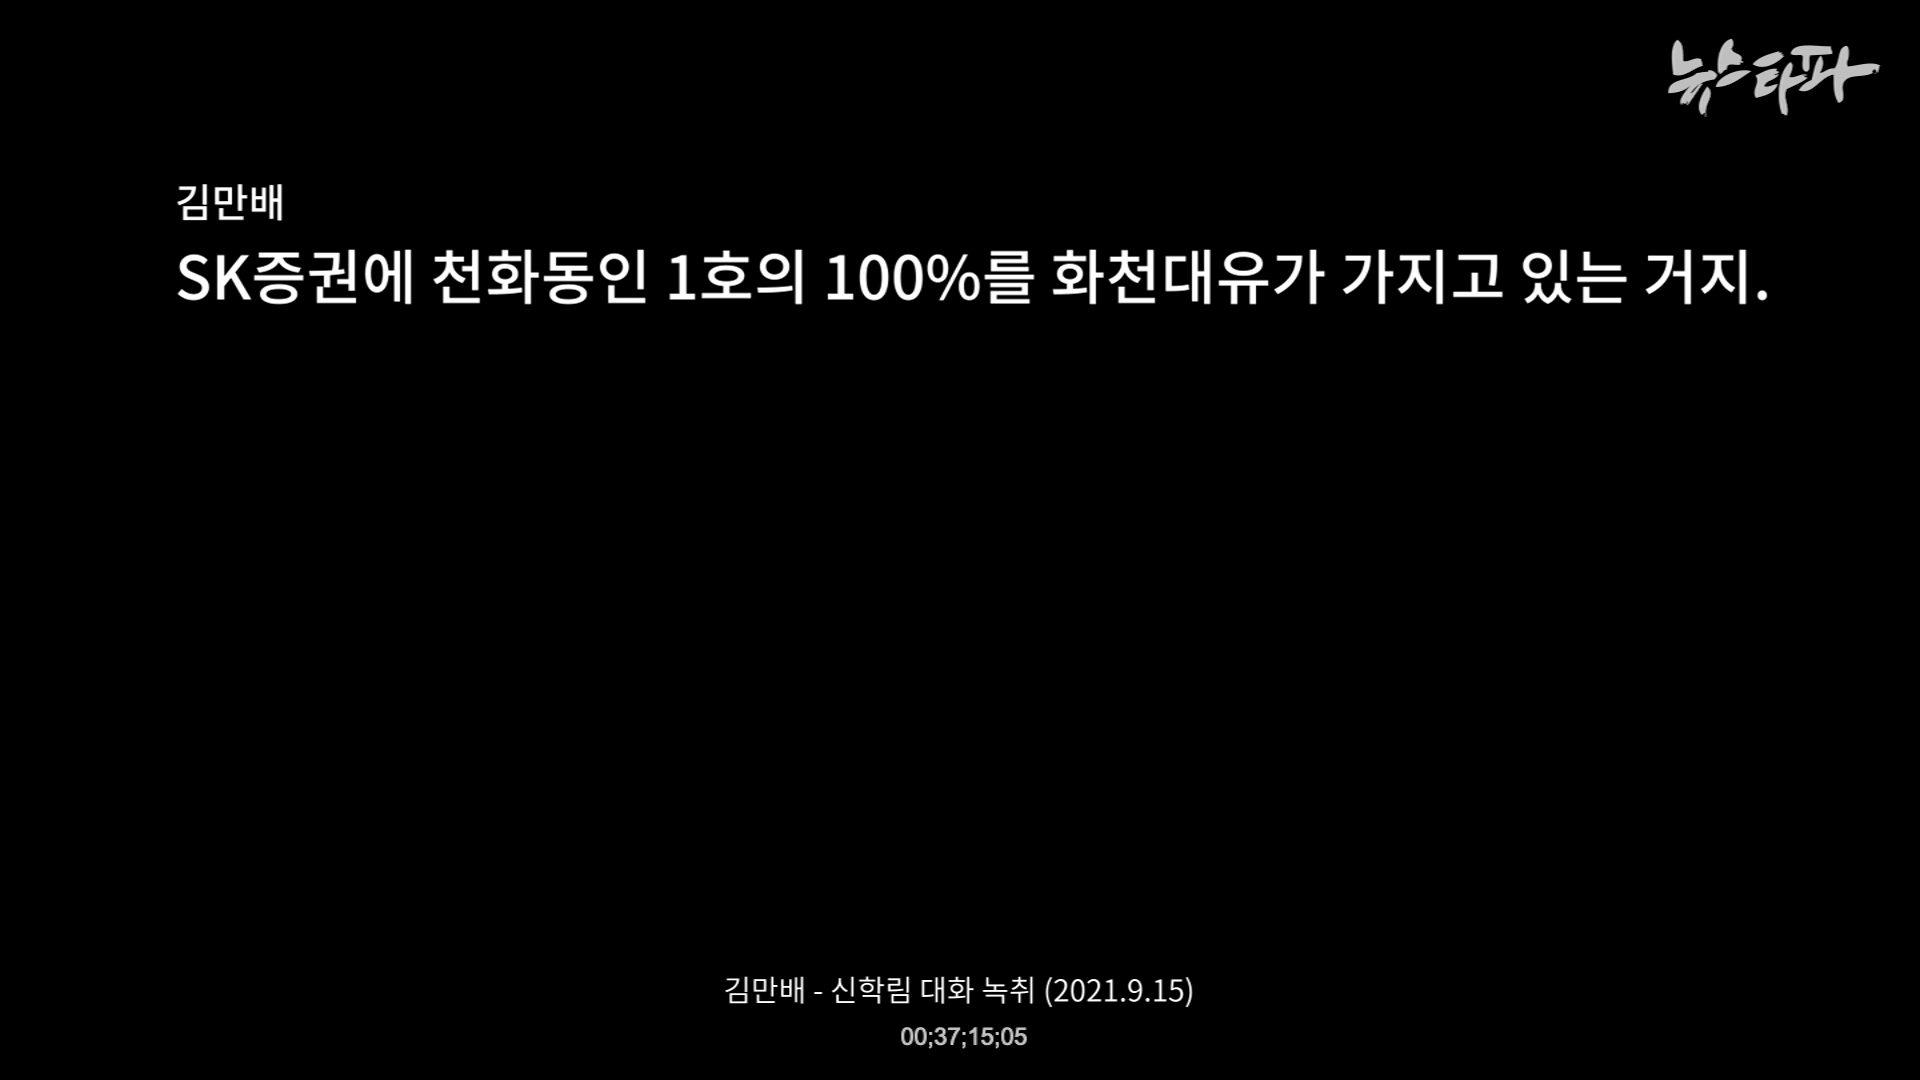 뉴스타파
김만배
SK증권에 천화동인 1호의 100%를 화천대유가 가지고 있는 거지.
김만배 - 신학림 대화 녹취 (2021.9.15)
00;37;15;05